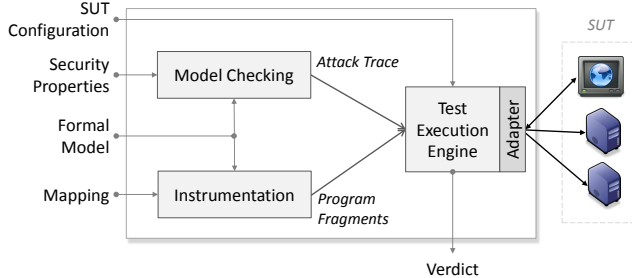 SUT
Configuration
SUT
Security
Properties
Model Checking
Attack Trace
Formal
Model
Test
Execution
Engine
Adapter
Mapping
Instrumentation
Program
Fragments
Verdict